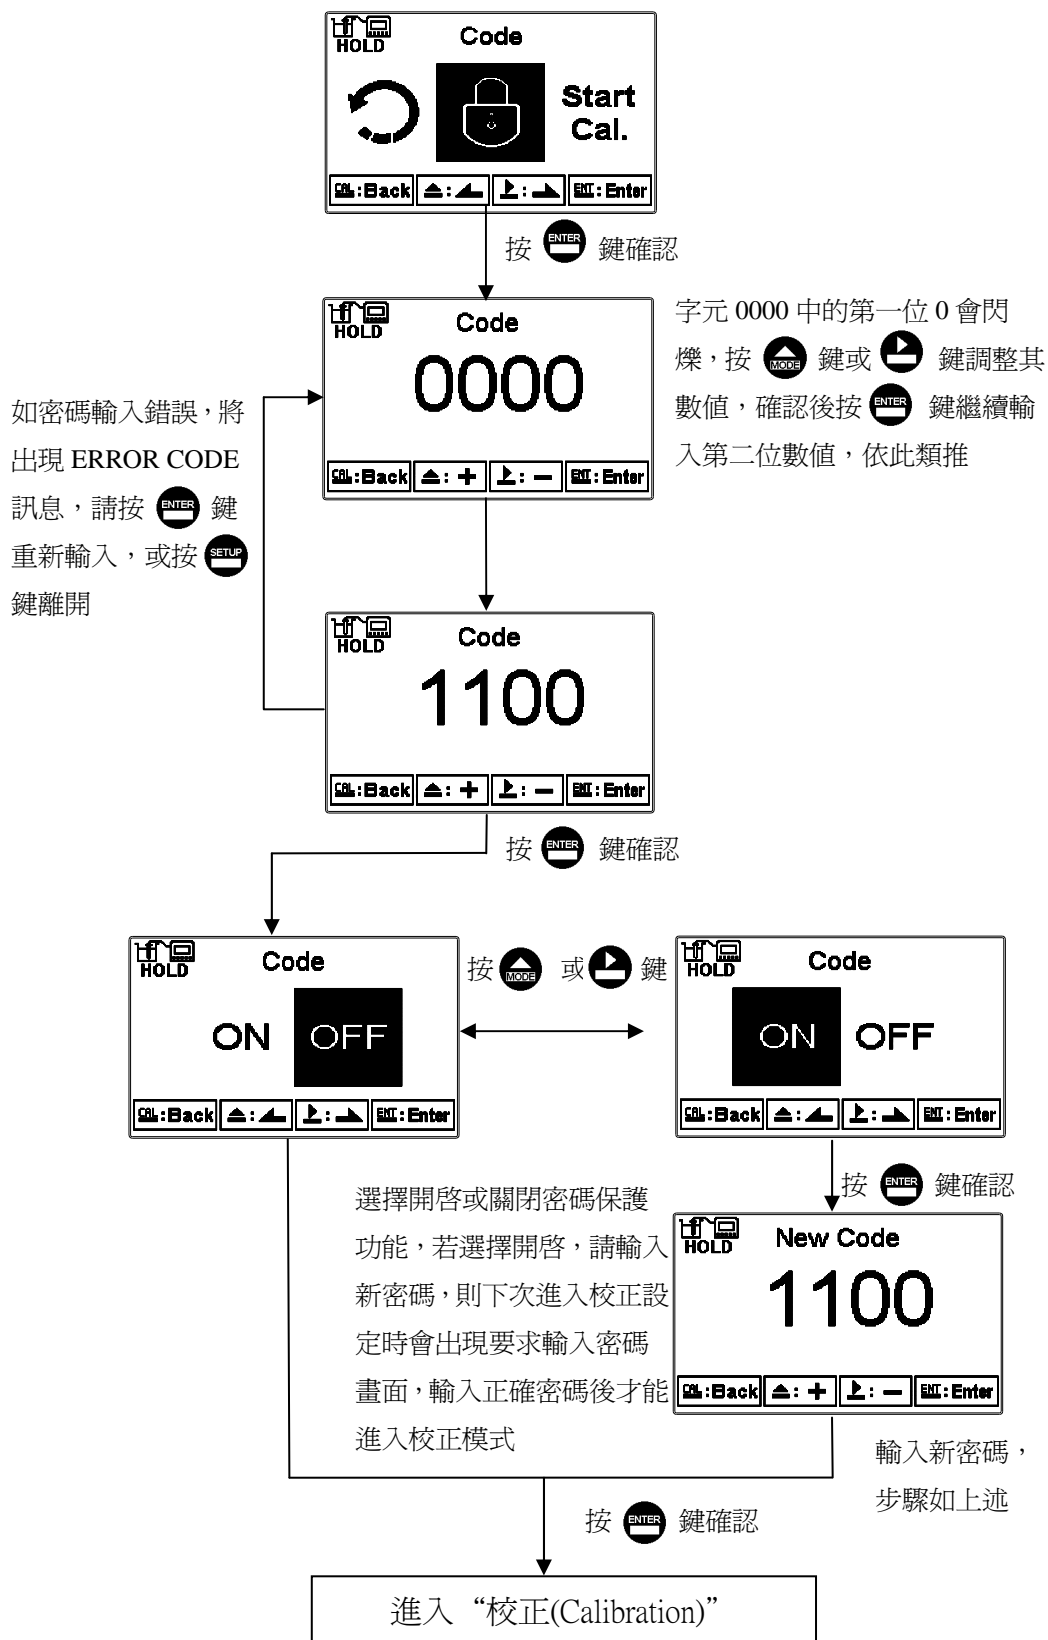 HOLD
Code
Start
Cal.
CAL:Back
:
:
ENT:Enter
按 ENTER 鍵確認
HOLD
Code
0000
CAL:Back
: +
: −
ENT:Enter
字元 0000 中的第一位 0 會閃
爍,按 MODE 鍵或 鍵調整其
數值,確認後按 ENTER 鍵繼續輸
入第二位數值,依此類推
如密碼輸入錯誤,將
出現 ERROR CODE
訊息,請按 ENTER 鍵
重新輸入,或按 SETUP
鍵離開
HOLD
Code
1100
CAL:Back
: +
: −
ENT:Enter
按 ENTER 鍵確認
HOLD
Code
ON OFF
CAL:Back
:
:
ENT:Enter
按 MODE 或 鍵
HOLD
Code
ON OFF
CAL:Back
:
:
ENT:Enter
按 ENTER 鍵確認
選擇開啓或關閉密碼保護
功能,若選擇開啓,請輸入
新密碼,則下次進入校正設
定時會出現要求輸入密碼
畫面,輸入正確密碼後才能
進入校正模式
HOLD
New Code
1100
CAL:Back
: +
: −
ENT:Enter
輸入新密碼,
步驟如上述
按 ENTER 鍵確認
進入“校正(Calibration)”